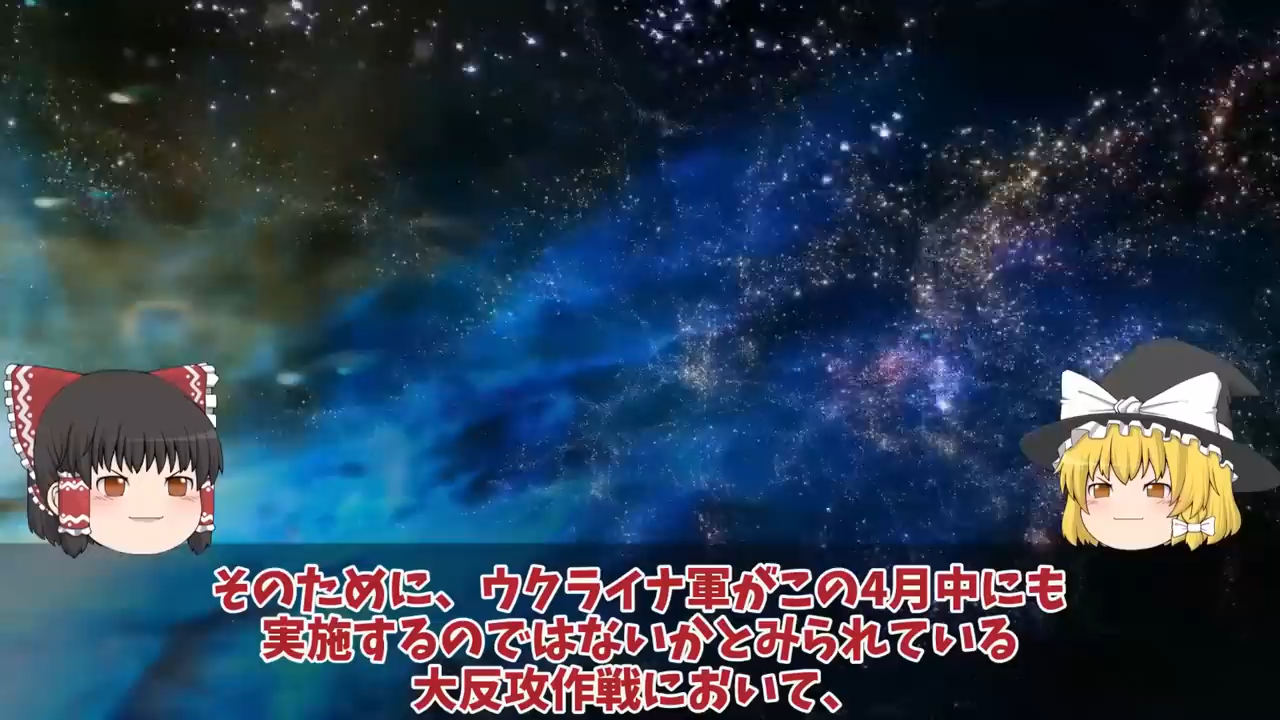 そのために、ウクライナ軍がこの4月中にも
実施するのではないかとみられている
大反攻作戦において、